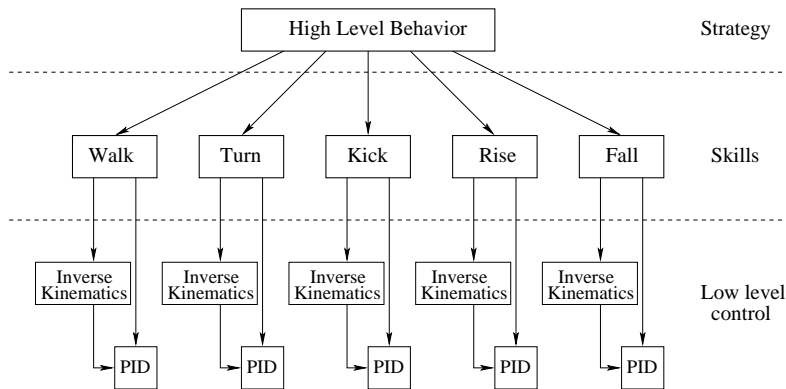 High Level Behavior
Strategy
Walk
Turn
Kick
Rise
Fall
Skills
Inverse
Kinematics
Inverse
Kinematics
Inverse
Kinematics
Inverse
Kinematics
Inverse
Kinematics
Low level
control
PID
PID
PID
PID
PID